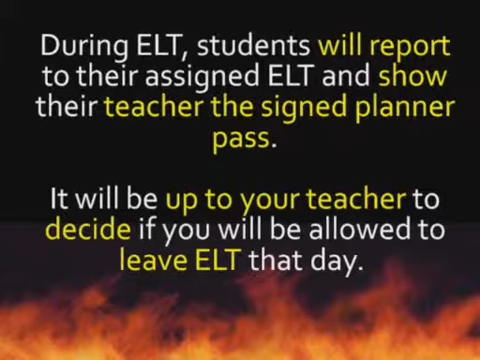 During ELT, students will report
to their assigned ELT and show
their teacher the signed planner
pass.
It will be up to your teacher to
decide if you will be allowed to
leave ELT that day.